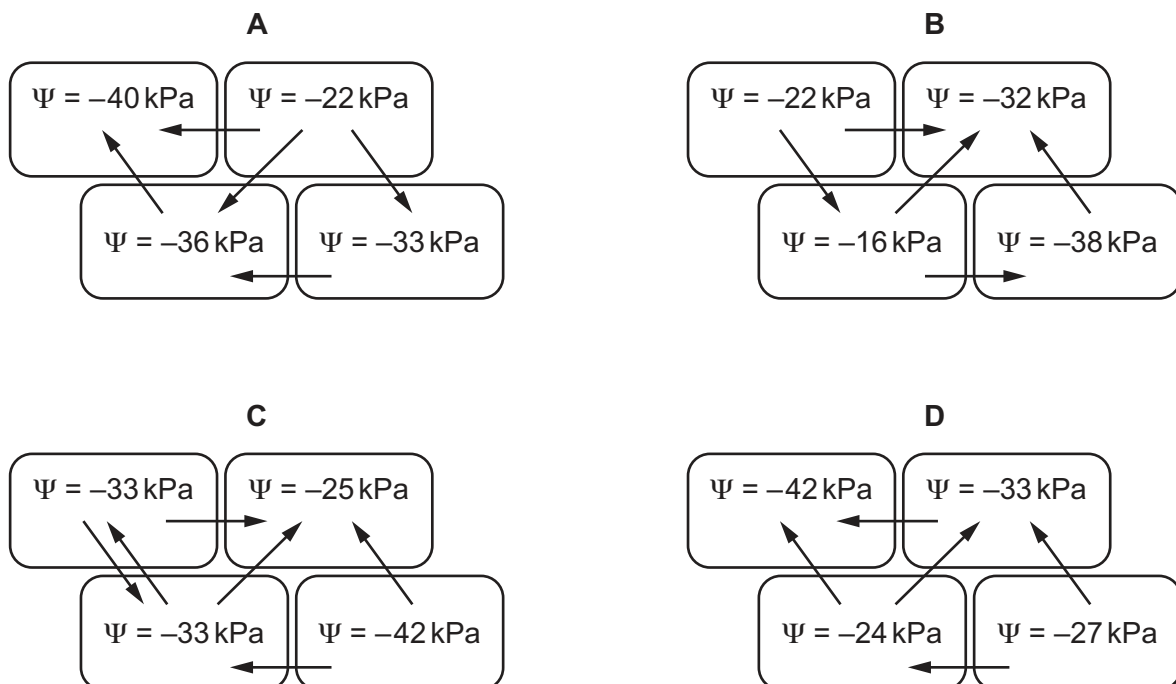 A
B
Ψ = –40 kPa
Ψ = –22 kPa
Ψ = –22 kPa
Ψ = –32 kPa
Ψ = –36 kPa
Ψ = –33 kPa
Ψ = –16 kPa
Ψ = –38 kPa
C
D
Ψ = –33 kPa
Ψ = –25 kPa
Ψ = –42 kPa
Ψ = –33 kPa
Ψ = –33 kPa
Ψ = –42 kPa
Ψ = –24 kPa
Ψ = –27 kPa